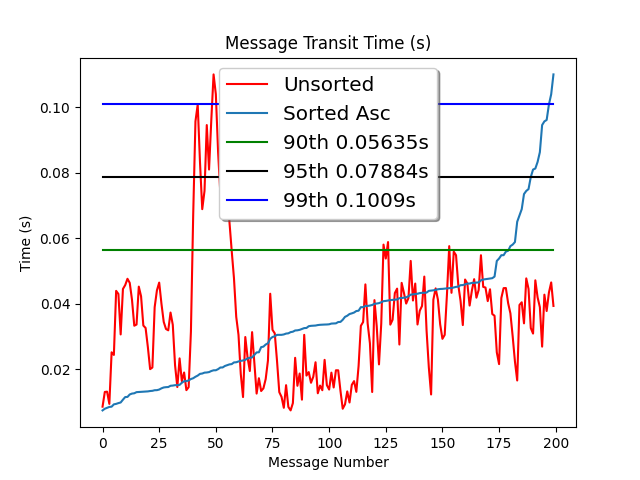 Message Transit Time (s)
Unsorted
Sorted Asc
90th 0.05635s
95th 0.07884s
99th 0.1009s
Time (s)
0.10
0.08
0.06
0.04
0.02
0 25 50 75 100 125 150 175 200
Message Number